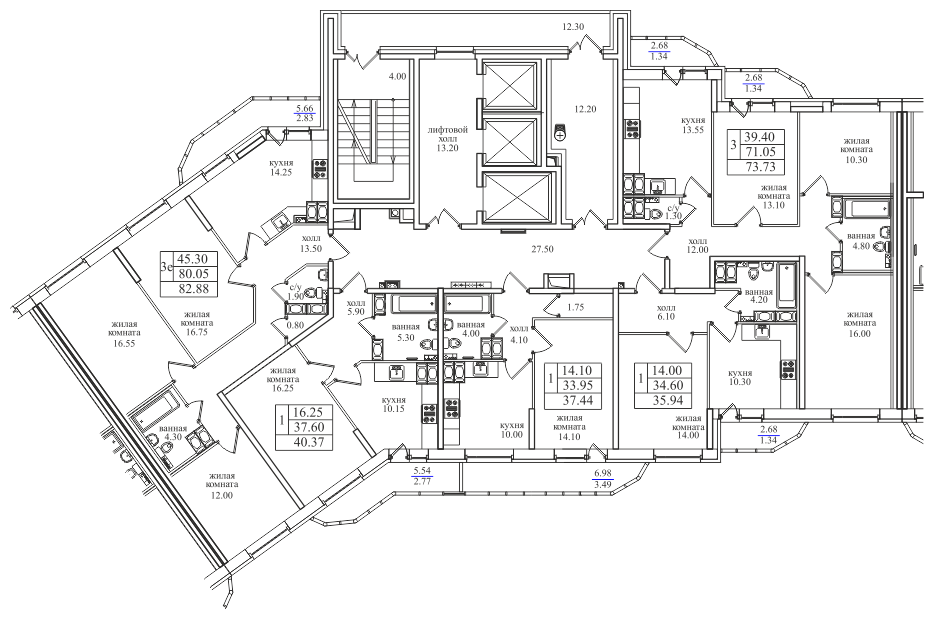 12.30
2.68
1.34
4.00
2.68
1.34
5.66
2.83
12.20
кухня
13.55
лифтовой
холл
13.20
3
39.40
71.05
73.73
жилая
комната
10.30
кухня
14.25
жилая
комната
13.10
с/у
1.30
холл
13.50
27.50
холл
12.00
ванная
4.80
3е
45.30
80.05
82.88
с/у
1.90
холл
5.90
1.75
ванная
4.20
жилая
комната
16.55
жилая
комната
16.75
0.80
ванная
5.30
ванная
4.00
холл
4.10
холл
6.10
жилая
комната
16.00
жилая
комната
16.25
1
14.10
33.95
37.44
1
14.00
34.60
35.94
кухня
10.30
1
16.25
37.60
40.37
кухня
10.15
ванная
4.30
кухня
10.00
жилая
комната
14.10
жилая
комната
14.00
2.68
1.34
жилая
комната
12.00
5.54
2.77
6.98
3.49